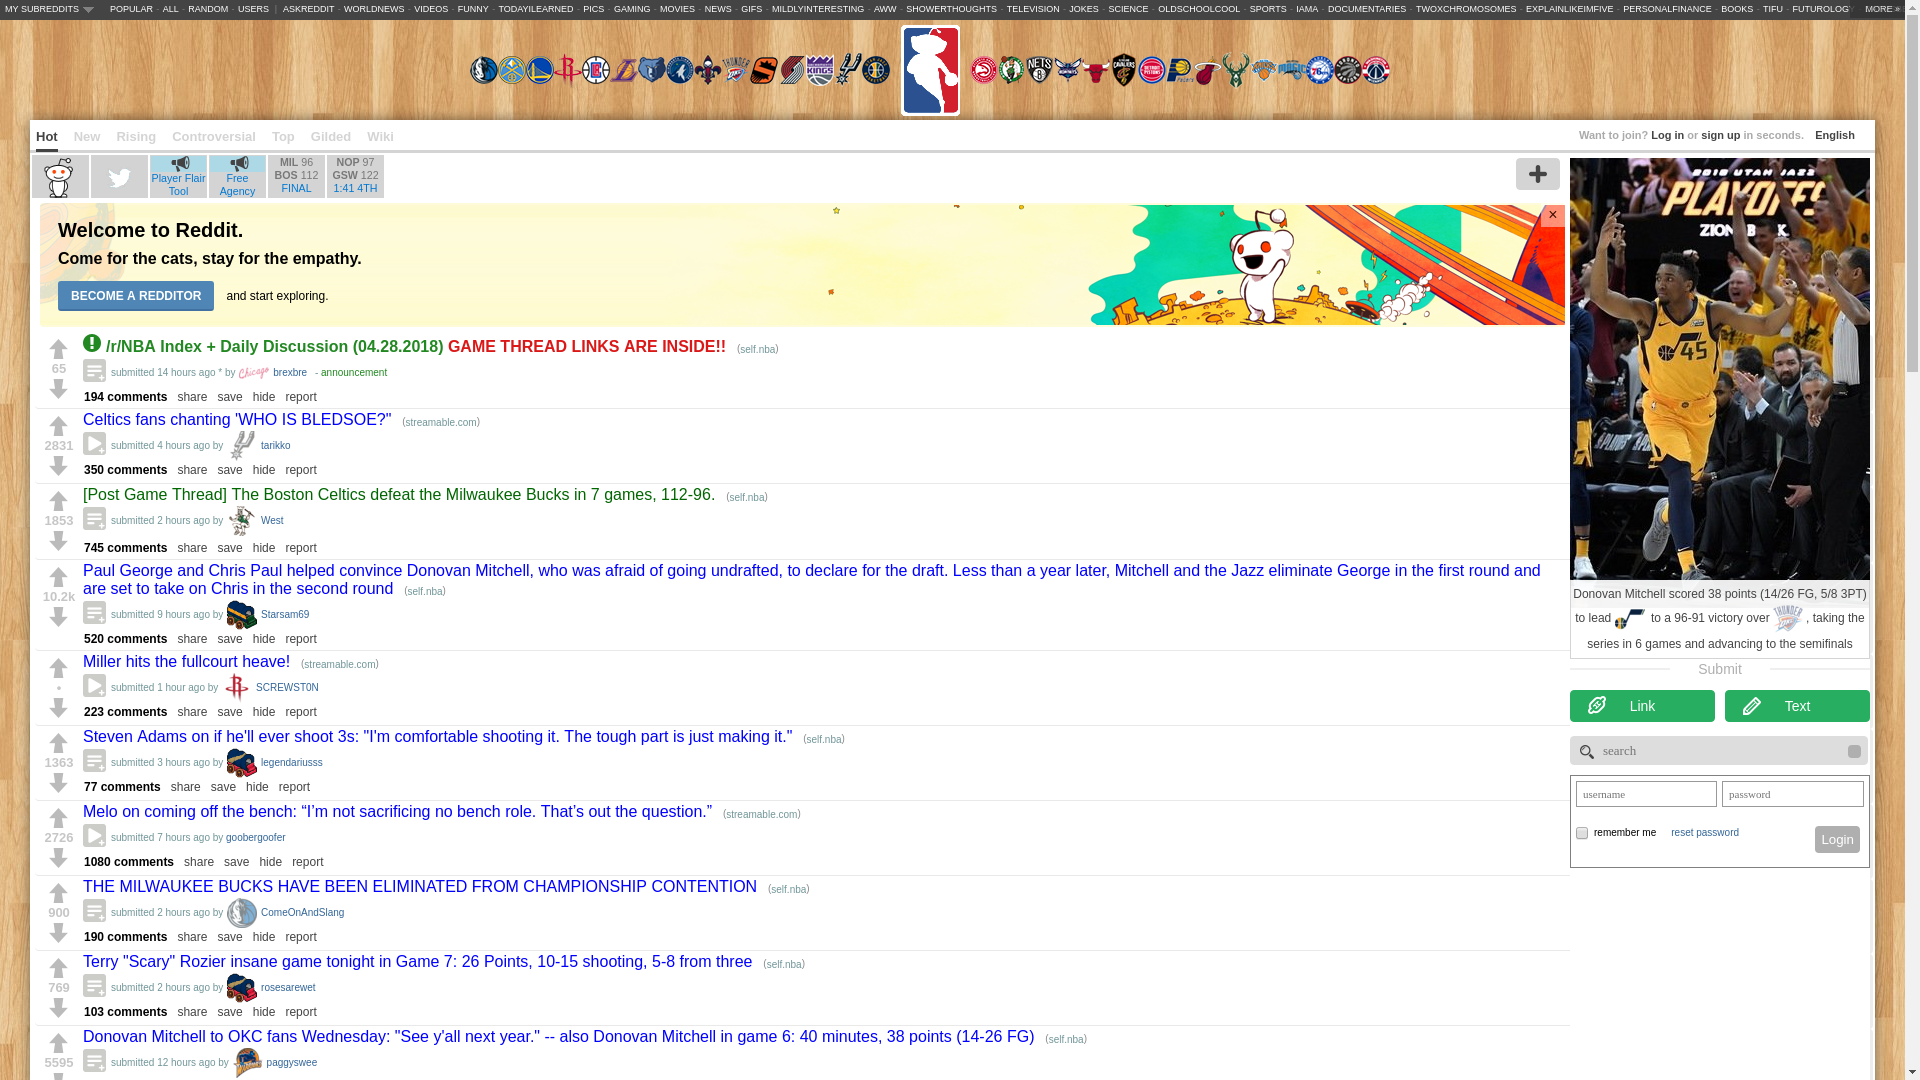 MY SUBREDDITS POPULAR - ALL - RANDOM - USERS | ASKREDDIT - WORLDNEWS - VIDEOS - FUNNY - TODAYILEARNED - PICS - GAMING - MOVIES - NEWS - GIFS - MILDLYINTERESTING - AWW - SHOWERTHOUGHTS - TELEVISION - JOKES - SCIENCE - OLDSCHOOLCOOL - SPORTS - IAMA - DOCUMENTARIES - TWOXCHROMOSOMES - EXPLAINLIKEIMFIVE - PERSONALFINANCE - BOOKS - TIFU - FUTUROLOGY MORE »
Hot New Rising Controversial Top Gilded Wiki
Want to join? Log in or sign up in seconds. English
Player Flair Tool
Free Agency
MIL 96
BOS 112
FINAL
NOP 97
GSW 122
1:41 4TH
Welcome to Reddit.
Come for the cats, stay for the empathy.
BECOME A REDDITOR and start exploring.
×
/r/NBA Index + Daily Discussion (04.28.2018) GAME THREAD LINKS ARE INSIDE!! (self.nba)
65
submitted 14 hours ago * by Chicago brexbre - announcement
194 comments share save hide report
Celtics fans chanting 'WHO IS BLEDSOE?" (streamable.com)
2831
submitted 4 hours ago by tarikko
350 comments share save hide report
[Post Game Thread] The Boston Celtics defeat the Milwaukee Bucks in 7 games, 112-96. (self.nba)
1853
submitted 2 hours ago by West
745 comments share save hide report
Paul George and Chris Paul helped convince Donovan Mitchell, who was afraid of going undrafted, to declare for the draft. Less than a year later, Mitchell and the Jazz eliminate George in the first round and
are set to take on Chris in the second round (self.nba)
10.2k
submitted 9 hours ago by Starsam69
520 comments share save hide report
Miller hits the fullcourt heave! (streamable.com)
•
submitted 1 hour ago by SCREWST0N
223 comments share save hide report
Steven Adams on if he'll ever shoot 3s: "I'm comfortable shooting it. The tough part is just making it." (self.nba)
1363
submitted 3 hours ago by legendariusss
77 comments share save hide report
Melo on coming off the bench: “I’m not sacrificing no bench role. That’s out the question.” (streamable.com)
2726
submitted 7 hours ago by goobergoofer
1080 comments share save hide report
THE MILWAUKEE BUCKS HAVE BEEN ELIMINATED FROM CHAMPIONSHIP CONTENTION (self.nba)
900
submitted 2 hours ago by ComeOnAndSlang
190 comments share save hide report
Terry "Scary" Rozier insane game tonight in Game 7: 26 Points, 10-15 shooting, 5-8 from three (self.nba)
769
submitted 2 hours ago by rosesarewet
103 comments share save hide report
Donovan Mitchell to OKC fans Wednesday: "See y'all next year." -- also Donovan Mitchell in game 6: 40 minutes, 38 points (14-26 FG) (self.nba)
5595
submitted 12 hours ago by paggyswee
2018 UTAH JAZZ
PLAYOFFS
45
Donovan Mitchell scored 38 points (14/26 FG, 5/8 3PT)
to lead to a 96-91 victory over THUNDER , taking the
series in 6 games and advancing to the semifinals
Submit
Link Text
search
username password
remember me reset password
Login